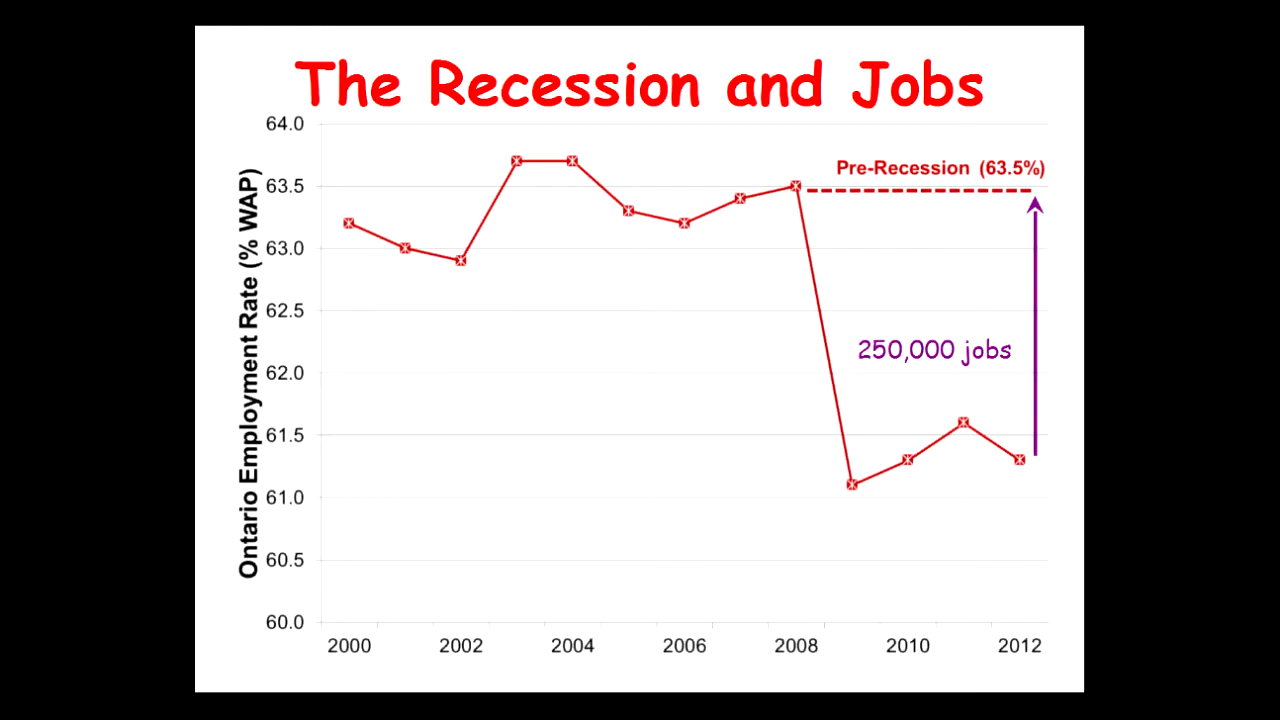 The Recession and Jobs
Ontario Employment Rate (% WAP)
64.0
63.5
63.0
62.5
62.0
61.5
61.0
60.5
60.0
Pre-Recession (63.5%)
250,000 jobs
2000 2002 2004 2006 2008 2010 2012